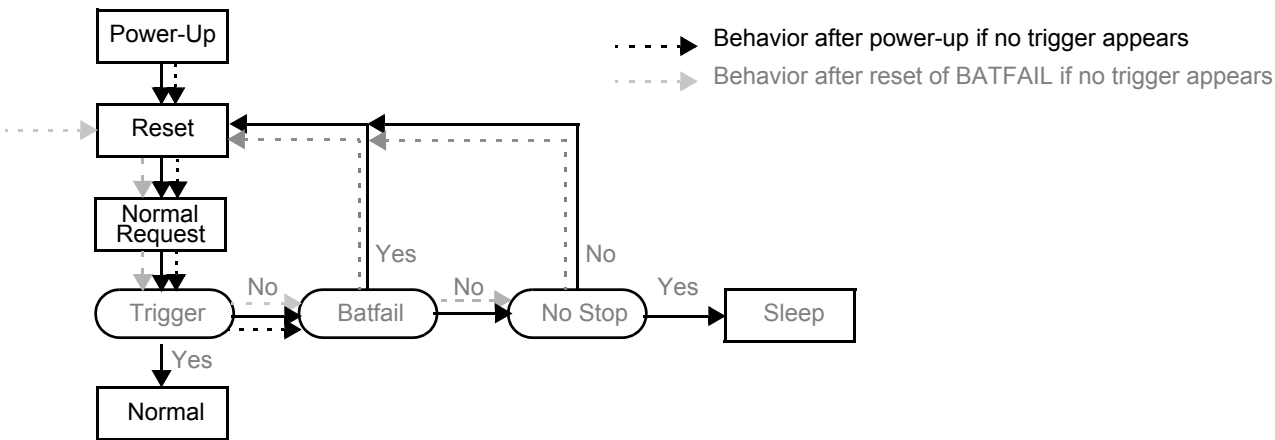 Power-Up
Behavior after power-up if no trigger appears
Behavior after reset of BATFAIL if no trigger appears
Reset
Normal
Request
Yes
No
No
No
Yes
Trigger
Batfail
No Stop
Sleep
Yes
Normal